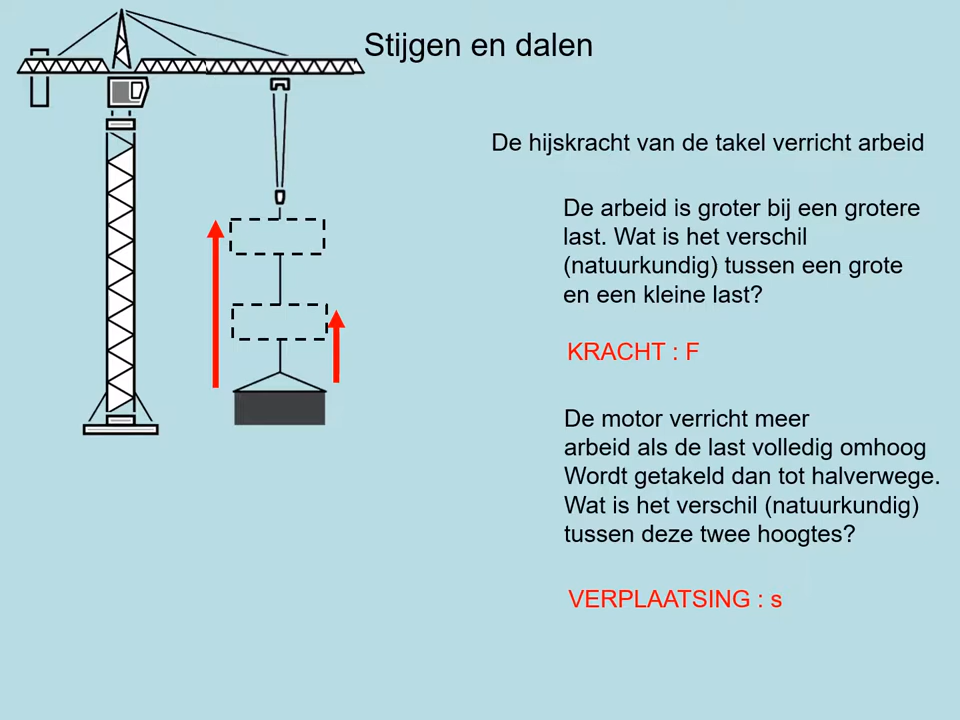 Stijgen en dalen
De hijskracht van de takel verricht arbeid
De arbeid is groter bij een grotere
last. Wat is het verschil
(natuurkundig) tussen een grote
en een kleine last?
KRACHT : F
De motor verricht meer
arbeid als de last volledig omhoog
Wordt getakeld dan tot halverwege.
Wat is het verschil (natuurkundig)
tussen deze twee hoogtes?
VERPLAATSING : s